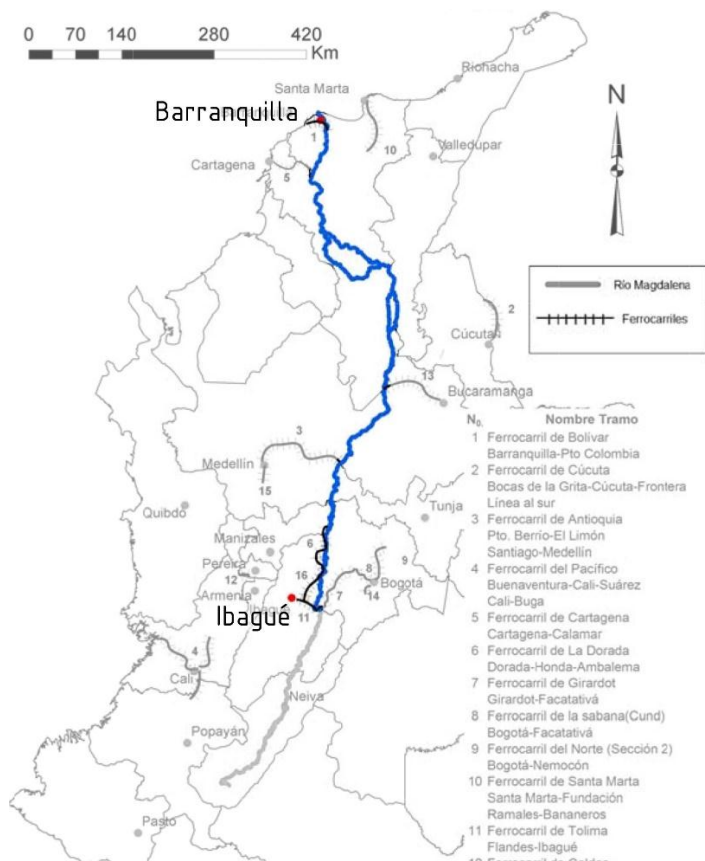 0 70 140 280 420
Km
Riohacha
Santa Marta
Barranquilla
N
1
10
Valledupar
Cartagena
5
Río Magdalena
Ferrocarriles
2
Cúcuta
13
Bucaramanga
3
Medellín
15
Tunja
Quibdo
Manizales
6
9
Pereira
8
12
16
Bogotá
Armenia
7
14
Ibagué
11
4
Cali
Neiva
Popayán
Pasto
No. Nombre Tramo
1 Ferrocarril de Bolívar
Barranquilla-Pto Colombia
2 Ferrocarril de Cúcuta
Bocas de la Grita-Cúcuta-Frontera
Línea al sur
3 Ferrocarril de Antioquia
Pto. Berrio-El Limón
Santiago-Medellín
4 Ferrocarril del Pacífico
Buenaventura-Cali-Suárez
Cali-Buga
5 Ferrocarril de Cartagena
Cartagena-Calamar
6 Ferrocarril de La Dorada
Dorada-Honda-Ambalema
7 Ferrocarril de Girardot
Girardot-Facatativá
8 Ferrocarril de la sabana(Cund)
Bogotá-Facatativá
9 Ferrocarril del Norte (Sección 2)
Bogotá-Nemocón
10 Ferrocarril de Santa Marta
Santa Marta-Fundación
Ramales-Bananeros
11 Ferrocarril de Tolima
Flandes-Ibagué